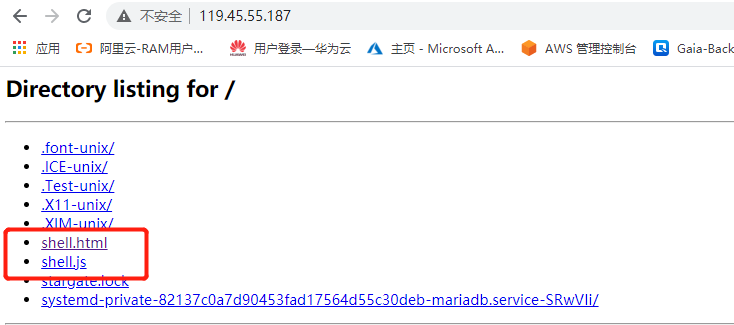 不安全 | 119.45.55.187
应用 阿里云-RAM用户... 用户登录—华为云 主页 - Microsoft A... AWS 管理控制台 Gaia-Back
Directory listing for /
.font-unix/
.ICE-unix/
.Test-unix/
.X11-unix/
.XIM-unix/
shell.html
shell.js
stargate.lock
systemd-private-82137c0a7d90453fad17564d55c30deb-mariadb.service-SRwVli/